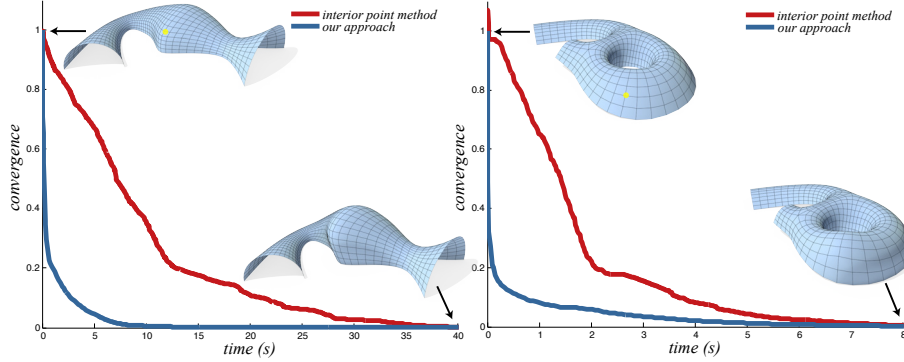 interior point method
our approach
convergence
1
0.8
0.6
0.4
0.2
0
0 5 10 15 20 25 30 35 40
time (s)
interior point method
our approach
convergence
1
0.8
0.6
0.4
0.2
0
0 1 2 3 4 5 6 7 8
time (s)